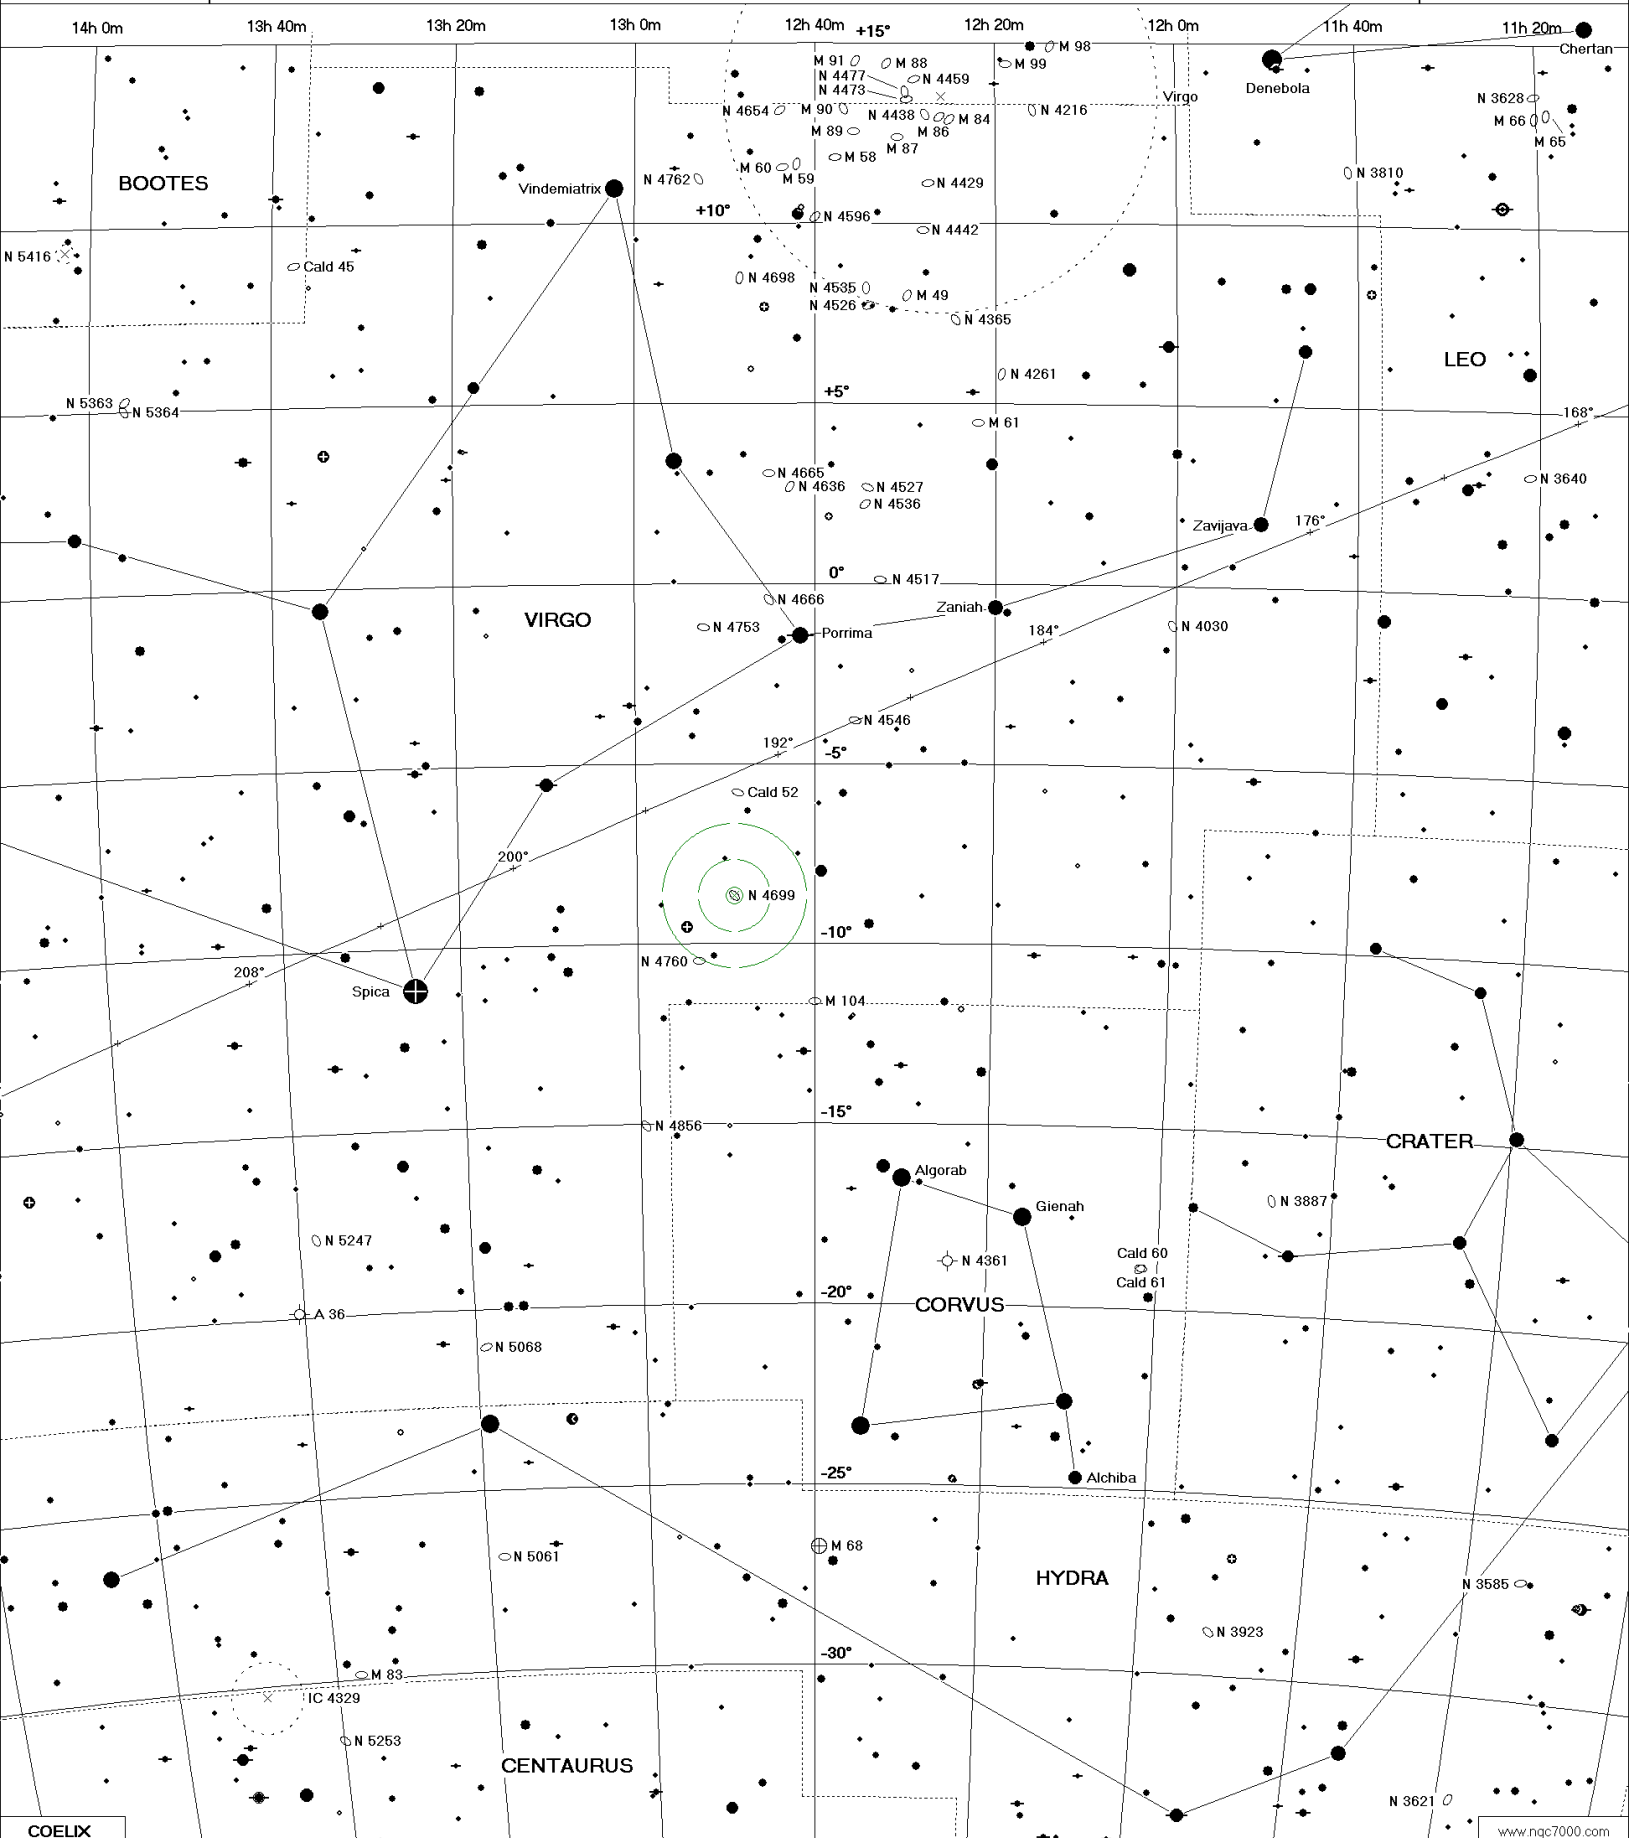 14h 0m 13h 40m 13h 20m 13h 0m 12h 40m +15° 12h 20m 12h 0m 11h 40m 11h 20m
Chertan
M 98
M 91 M 88 M 99
N 4477 N 4459
N 4473
Denebola
Virgo
N 3628
N 4654 M 90 N 4438 M 84 N 4216
M 66
M 89 M 86
M 65
M 87
M 58
M 60
M 59
N 3810
BOOTES
Vindemiatrix
N 4762
N 4429
+10°
N 4596
N 4442
N 5416
Cald 45
N 4698
N 4535 M 49
N 4526
N 4365
LEO
N 4261
+5°
N 5363
N 5364
168°
M 61
N 4665
N 3640
N 4636 N 4527
N 4536
Zavijava 176°
0°
N 4517
N 4666
Zaniah
VIRGO
N 4753
Porrima
184°
N 4030
N 4546
192°
-5°
Cald 52
200°
N 4699
-10°
N 4760
208°
Spica
M 104
-15°
N 4856
CRATER
Algorab
Gienah
N 3887
N 5247
Cald 60
N 4361
Cald 61
-20°
CORVUS
A 36
N 5068
-25°
Alchiba
M 68
N 5061
HYDRA
N 3585
N 3923
-30°
M 83
IC 4329
N 5253
CENTAURUS
N 3621
COELIX
www.ngc7000.com